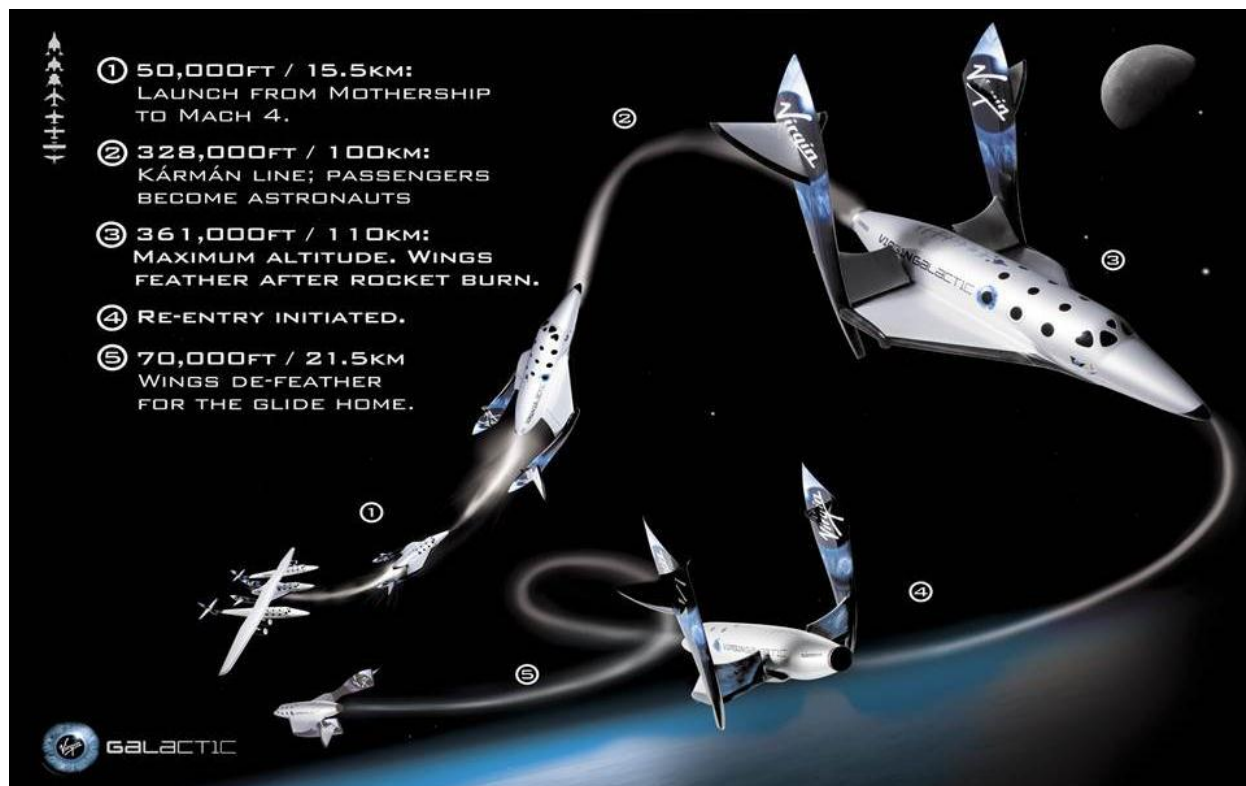 ① 50,000FT / 15.5KM:
LAUNCH FROM MOTHERSHIP
TO MACH 4.
② 328,000FT / 100KM:
KÁRMÁN LINE; PASSENGERS
BECOME ASTRONAUTS
③ 361,000FT / 110KM:
MAXIMUM ALTITUDE. WINGS
FEATHER AFTER ROCKET BURN.
④ RE-ENTRY INITIATED.
⑤ 70,000FT / 21.5KM
WINGS DE-FEATHER
FOR THE GLIDE HOME.
②
Virgin
Virgin
VIRGIN GALACTIC
③
①
Virgin
④
VIRGIN GALACTIC
⑤
Virgin GALACTIC